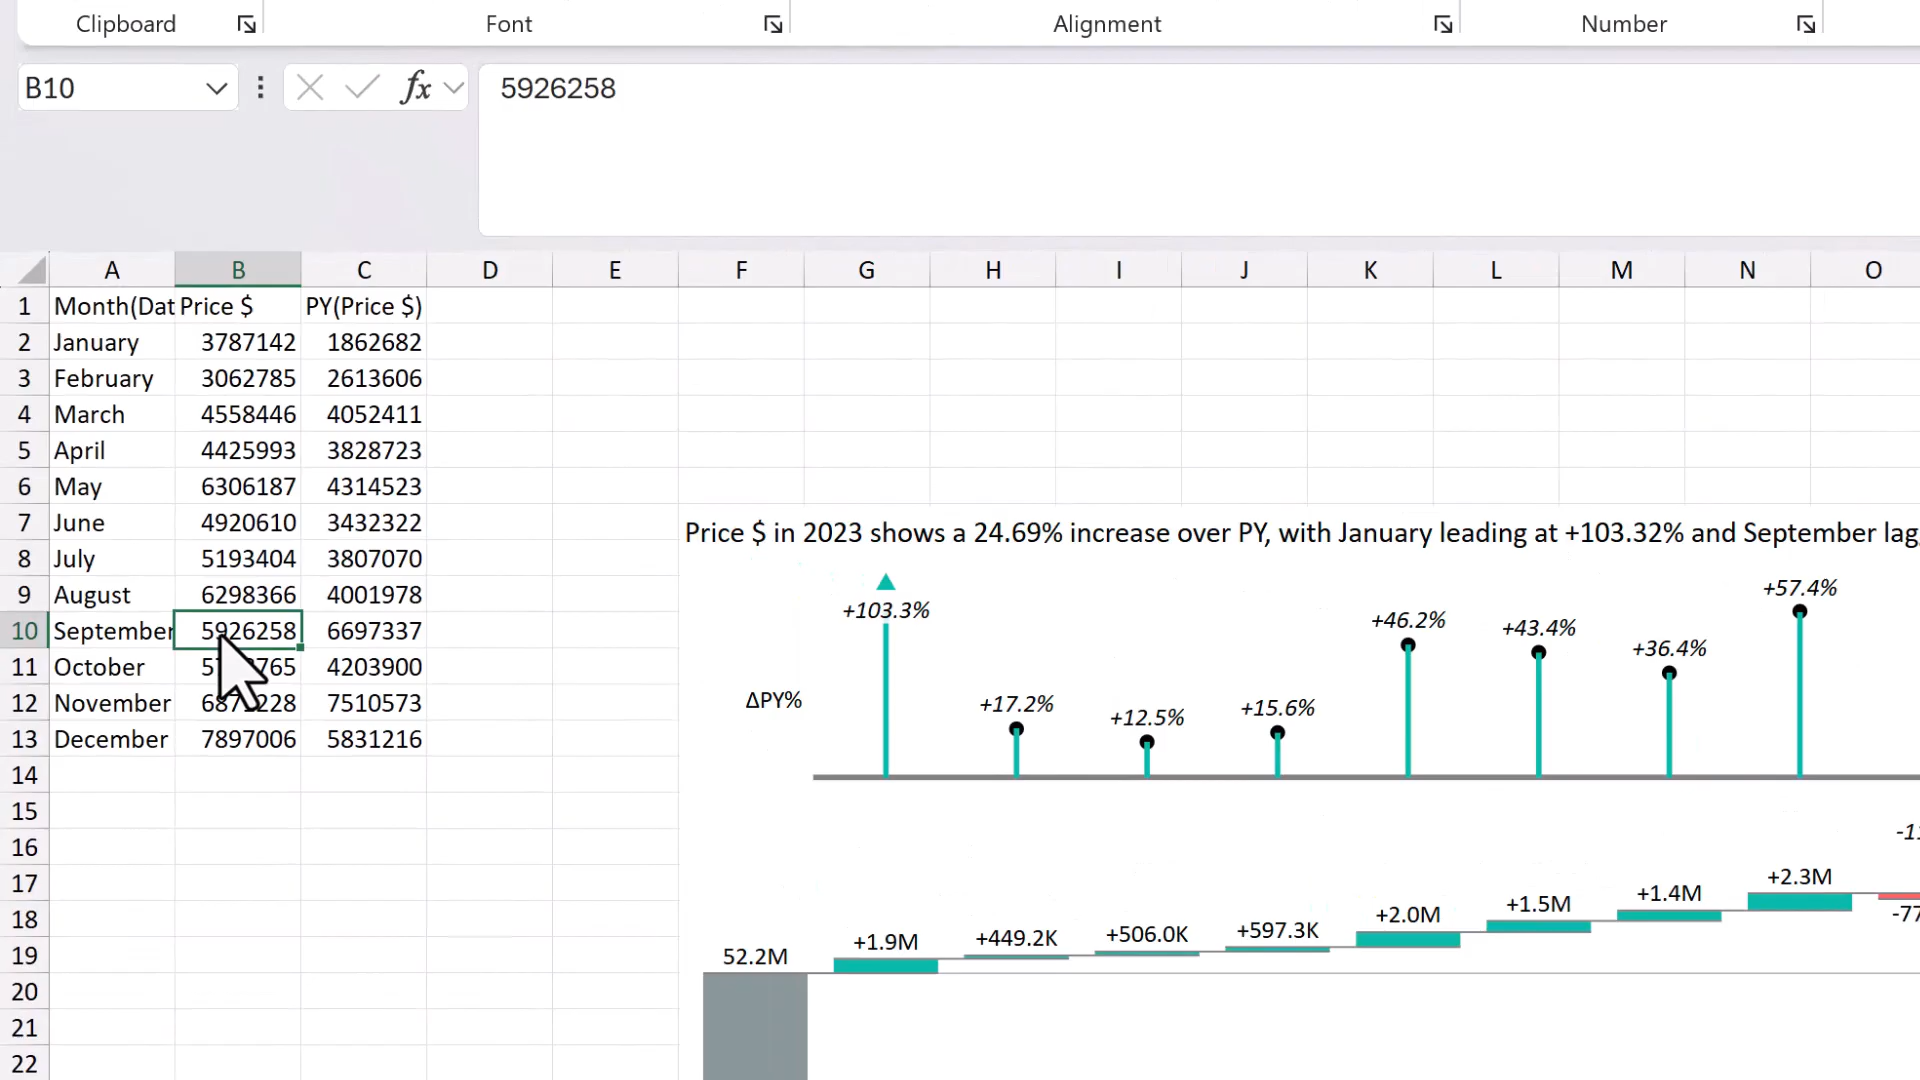 Clipboard Font Alignment Number
B10 fx 5926258
A B C D E F G H I J K L M N O
1 Month(Dat Price $ PY(Price $)
2 January 3787142 1862682
3 February 3062785 2613606
4 March 4558446 4052411
5 April 4425993 3828723
6 May 6306187 4314523
7 June 4920610 3432322
8 July 5193404 3807070
9 August 6298366 4001978
10 September 5926258 6697337
11 October 4203900
12 November 7510573
13 December 7897006 5831216
14
15
16
17
18
19
20
21
22
Price $ in 2023 shows a 24.69% increase over PY, with January leading at +103.32% and September lag
ΔPY%
+103.3% +17.2% +12.5% +15.6% +46.2% +43.4% +36.4% +57.4%
52.2M +1.9M +449.2K +506.0K +597.3K +2.0M +1.5M +1.4M +2.3M